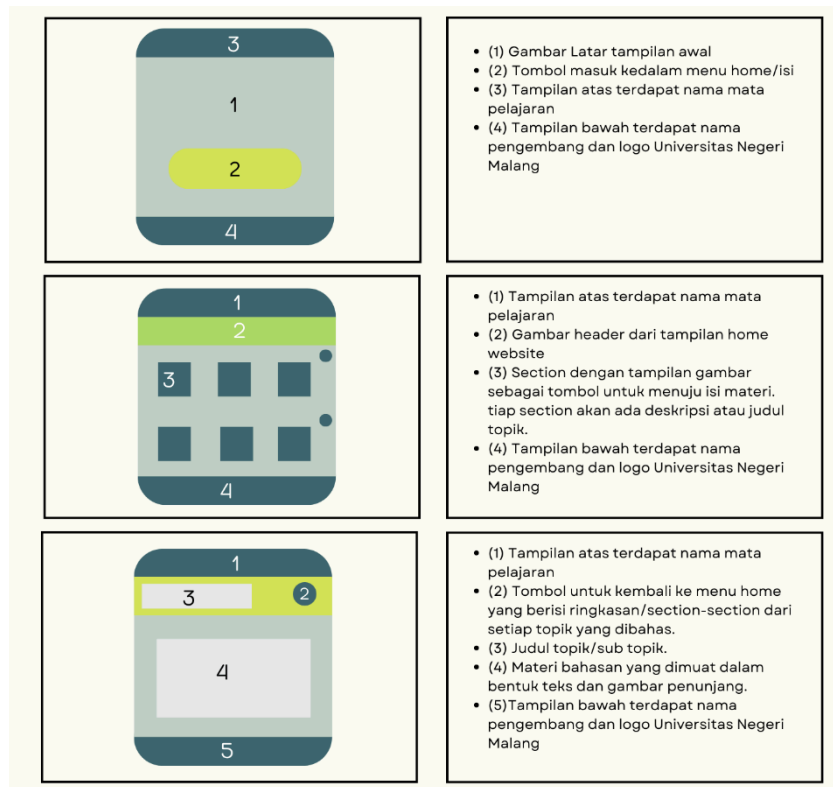 3
1
2
4
• (1) Gambar Latar tampilan awal
• (2) Tombol masuk kedalam menu home/isi
• (3) Tampilan atas terdapat nama mata
pelajaran
• (4) Tampilan bawah terdapat nama
pengembang dan logo Universitas Negeri
Malang
1
2
3
4
• (1) Tampilan atas terdapat nama mata
pelajaran
• (2) Gambar header dari tampilan home
website
• (3) Section dengan tampilan gambar
sebagai tombol untuk menuju isi materi.
tiap section akan ada deskripsi atau judul
topik.
• (4) Tampilan bawah terdapat nama
pengembang dan logo Universitas Negeri
Malang
1
3
2
4
5
• (1) Tampilan atas terdapat nama mata
pelajaran
• (2) Tombol untuk kembali ke menu home
yang berisi ringkasan/section-section dari
setiap topik yang dibahas.
• (3) Judul topik/sub topik.
• (4) Materi bahasan yang dimuat dalam
bentuk teks dan gambar penunjang.
• (5)Tampilan bawah terdapat nama
pengembang dan logo Universitas Negeri
Malang